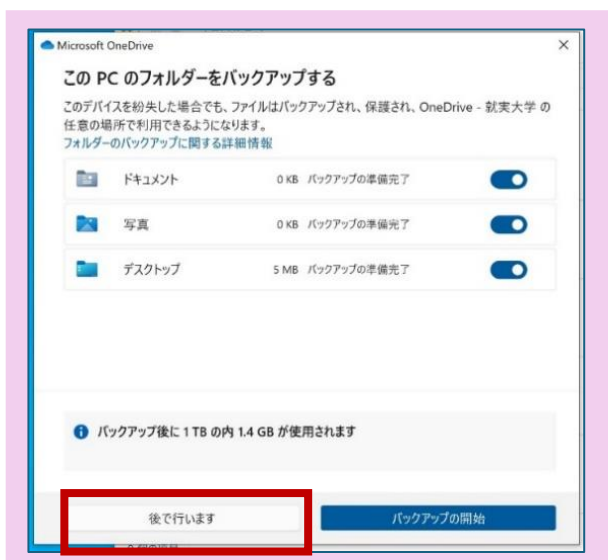 Microsoft OneDrive
この PC のフォルダーをバックアップする
このデバイスを紛失した場合でも、ファイルはバックアップされ、保護され、OneDrive - 就実大学 の
任意の場所で利用できるようになります。
フォルダーのバックアップに関する詳細情報
ドキュメント 0 KB バックアップの準備完了
写真 0 KB バックアップの準備完了
デスクトップ 5 MB バックアップの準備完了
バックアップ後に 1 TB の内 1.4 GB が使用されます
後で行います バックアップの開始